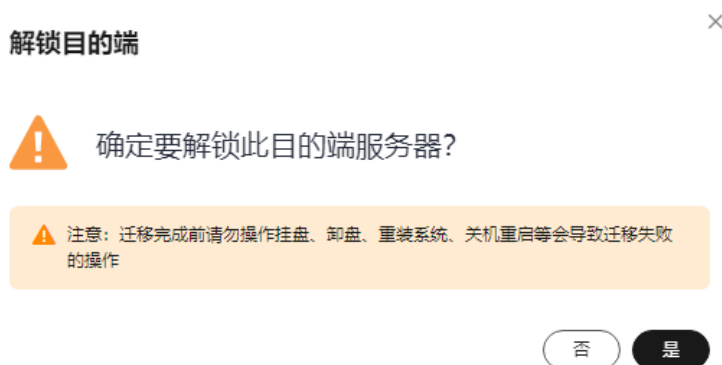 解锁目的端
确定要解锁此目的端服务器?
注意：迁移完成前请勿操作挂盘、卸盘、重装系统、关机重启等会导致迁移失败
的操作
否
是